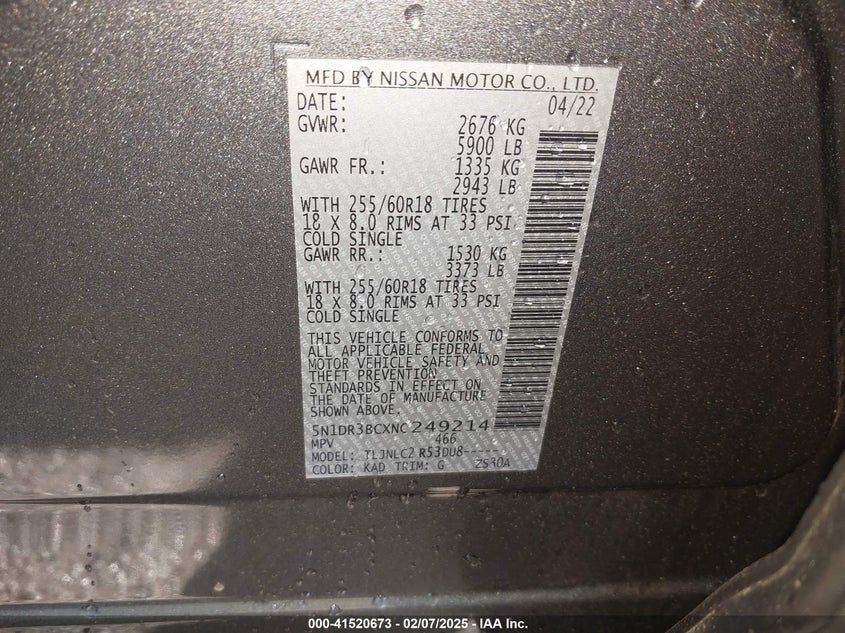 MFD BY NISSAN MOTOR CO., LTD.
DATE: 04/22
GVWR: 2676 KG
5900 LB
GAWR FR.: 1335 KG
2943 LB
WITH 255/60R18 TIRES
18 X 8.0 RIMS AT 33 PSI
COLD SINGLE
GAWR RR.: 1530 KG
3373 LB
WITH 255/60R18 TIRES
18 X 8.0 RIMS AT 33 PSI
COLD SINGLE
THIS VEHICLE CONFORMS TO
ALL APPLICABLE FEDERAL
MOTOR VEHICLE SAFETY AND
THEFT PREVENTION
STANDARDS IN EFFECT ON
THE DATE OF MANUFACTURE
SHOWN ABOVE.
5N1DR3BCXNC249214
MPV 466
MODEL: TLJNLCZ R53DU8-----
COLOR: KAD TRIM: G ZS30A
000-41520673 - 02/07/2025 - IAA Inc.